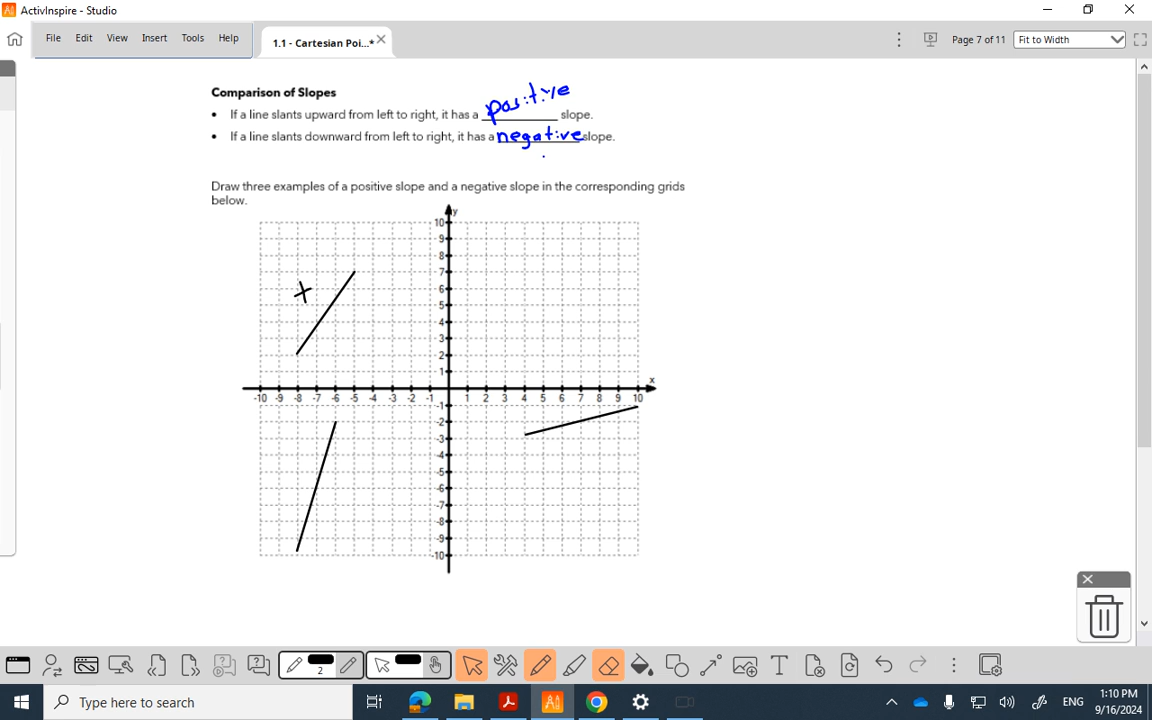 ActivInspire - Studio
File Edit View Insert Tools Help
1.1 - Cartesian Poi...*
Page 7 of 11
Fit to Width
Comparison of Slopes
• If a line slants upward from left to right, it has a positive slope.
• If a line slants downward from left to right, it has a negative slope.
Draw three examples of a positive slope and a negative slope in the corresponding grids
below.
y
10
9
8
7
+ 6
5
4
3
2
1
x
-10 -9 -8 -7 -6 -5 -4 -3 -2 -1 1 2 3 4 5 6 7 8 9 10
-1
-2
-3
-4
-5
-6
-7
-8
-9
-10
2
Type here to search
Ai
ENG
1:10 PM
9/16/2024